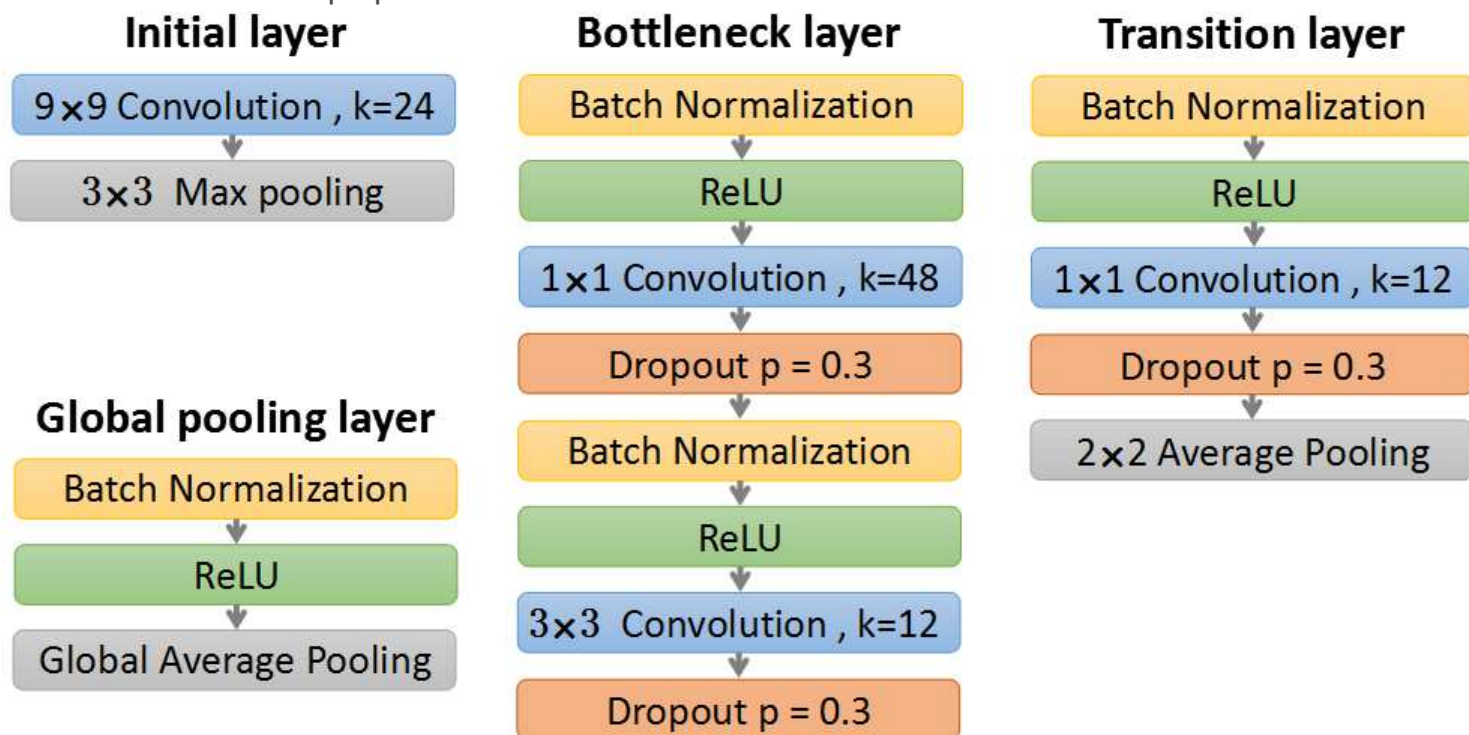 Initial layer
9×9 Convolution , k=24
3×3 Max pooling
Global pooling layer
Batch Normalization
ReLU
Global Average Pooling
Bottleneck layer
Batch Normalization
ReLU
1×1 Convolution , k=48
Dropout p = 0.3
Batch Normalization
ReLU
3×3 Convolution , k=12
Dropout p = 0.3
Transition layer
Batch Normalization
ReLU
1×1 Convolution , k=12
Dropout p = 0.3
2×2 Average Pooling